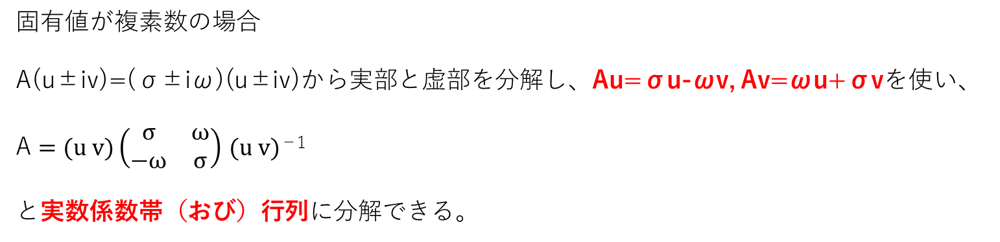 固有値が複素数の場合
A(u±iv)=(σ±iω)(u±iv)から実部と虚部を分解し、Au=σu-ωv, Av=ωu+σvを使い、
A = (u v) (σ ω
−ω σ) (u v)⁻¹
と実数係数帯（おび）行列に分解できる。